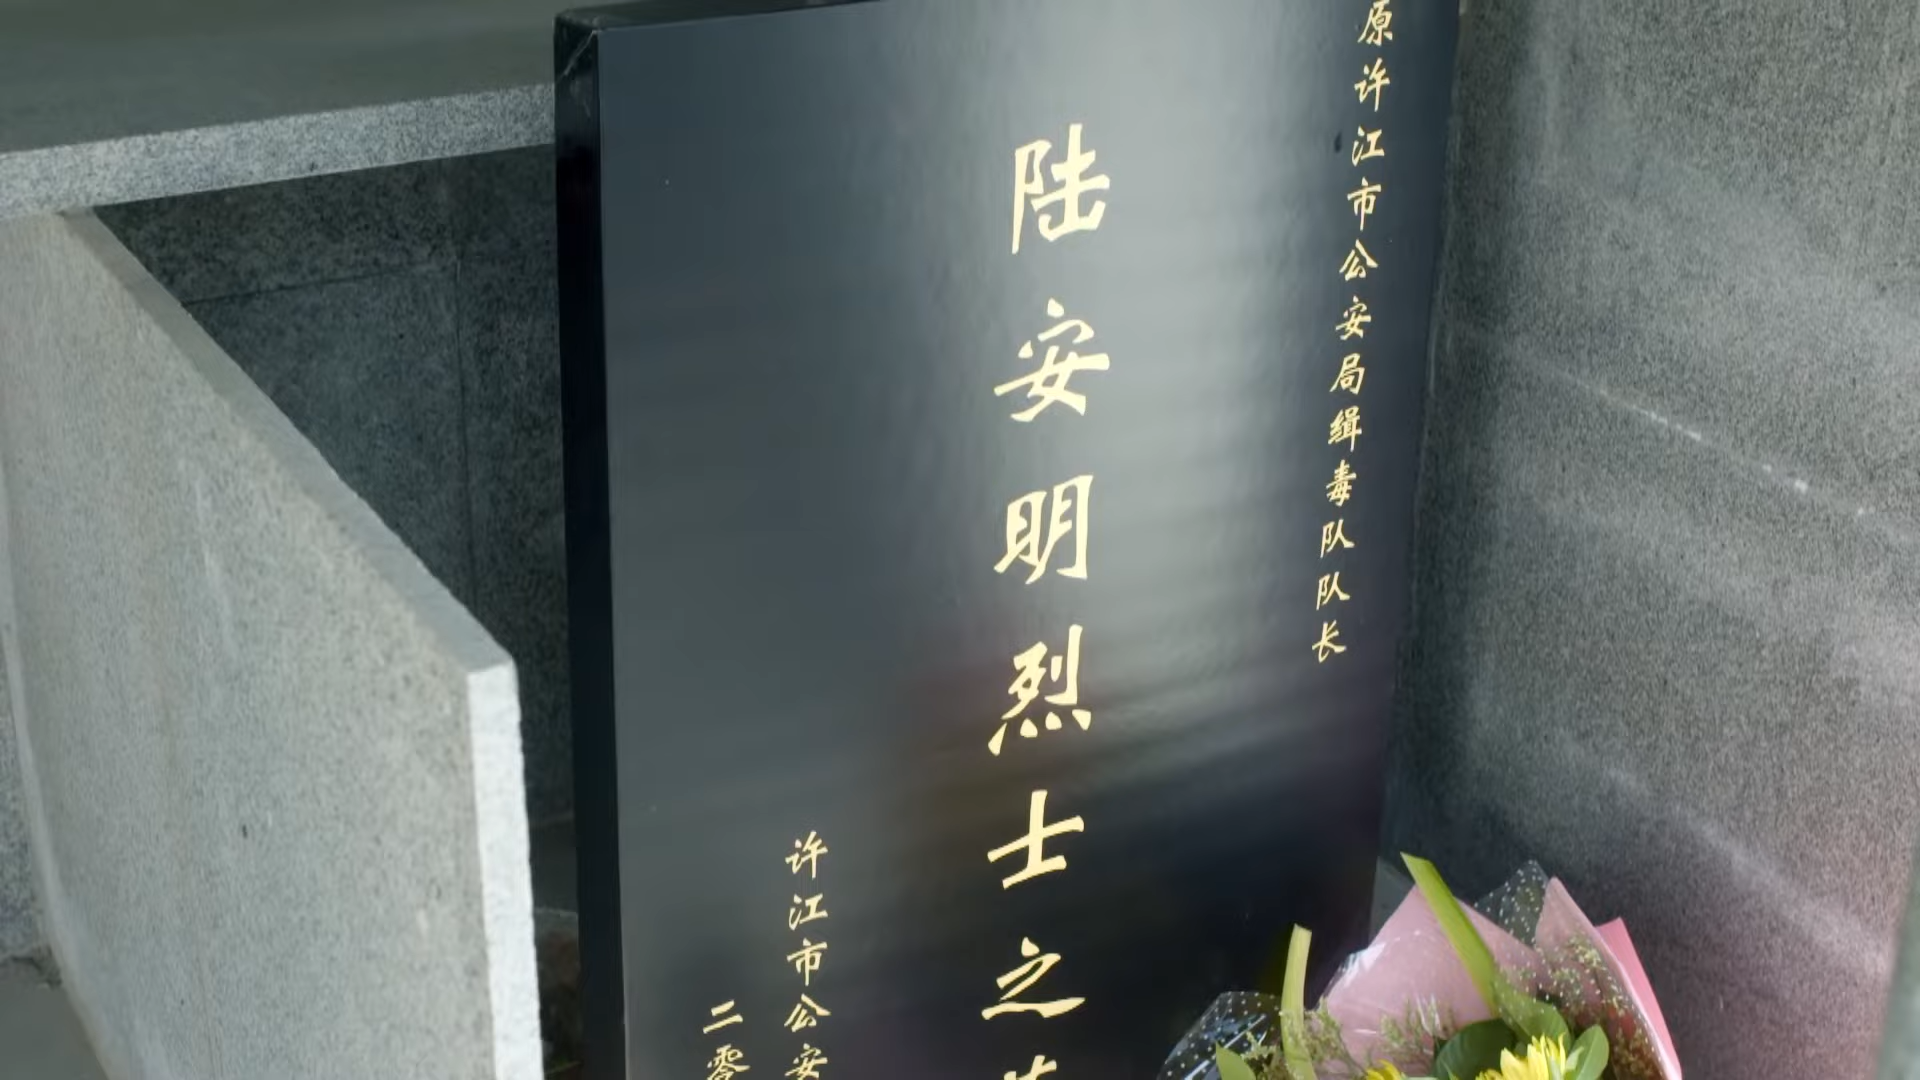 原许江市公安局缉毒队队长
陆安明烈士之
许江市公安
二零